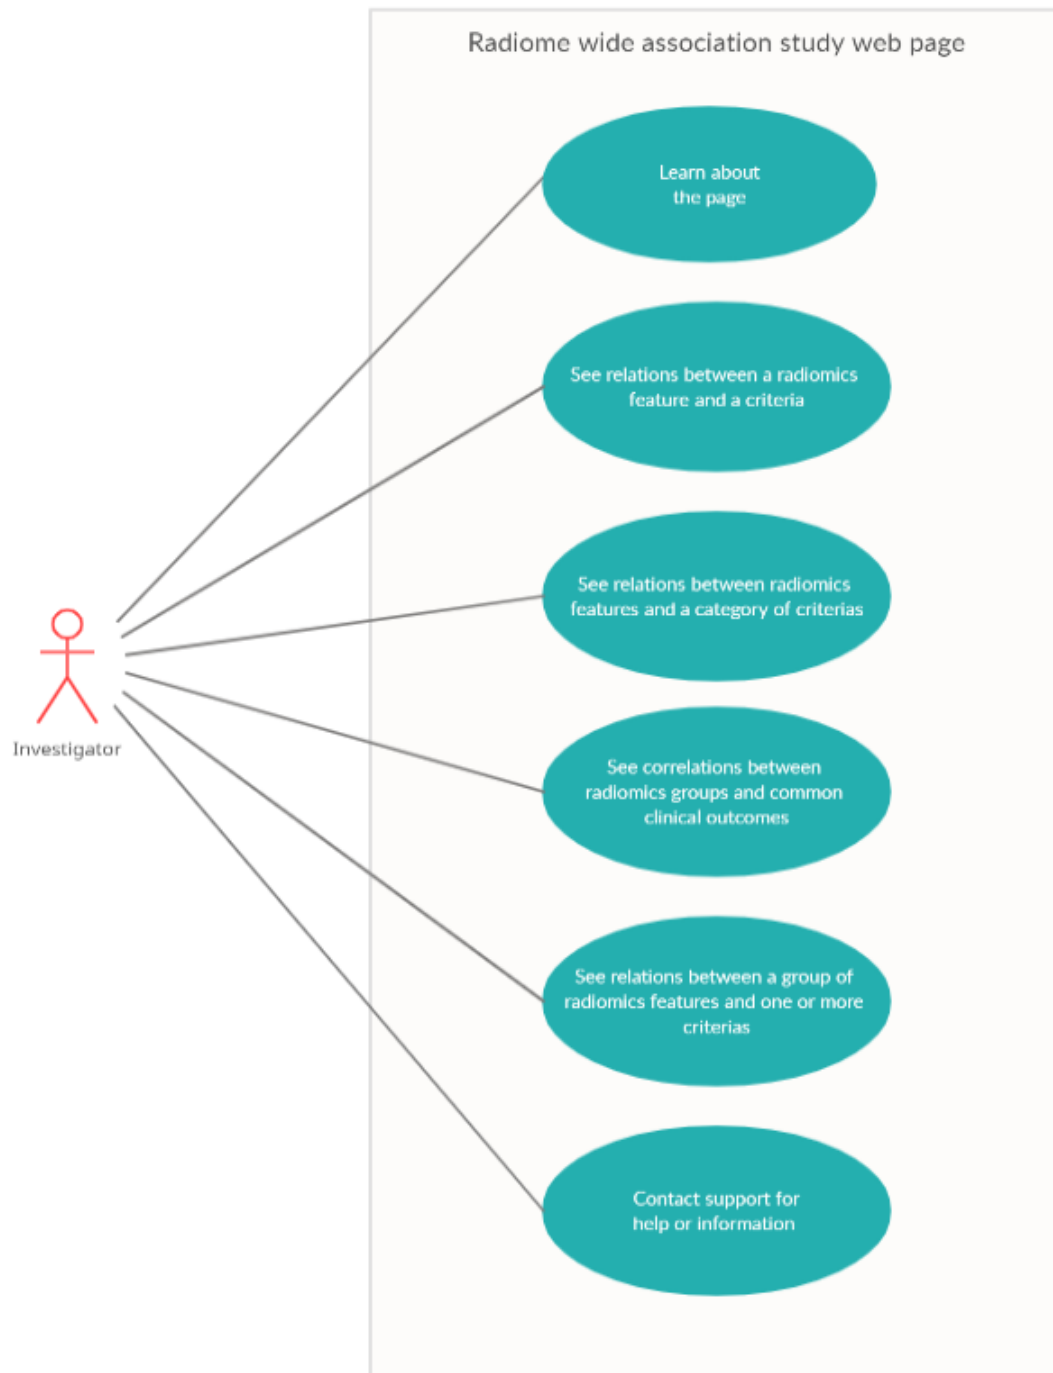 Radiome wide association study web page
Learn about
the page
See relations between a radiomics
feature and a criteria
See relations between radiomics
features and a category of criterias
Investigator
See correlations between
radiomics groups and common
clinical outcomes
See relations between a group of
radiomics features and one or more
criterias
Contact support for
help or information